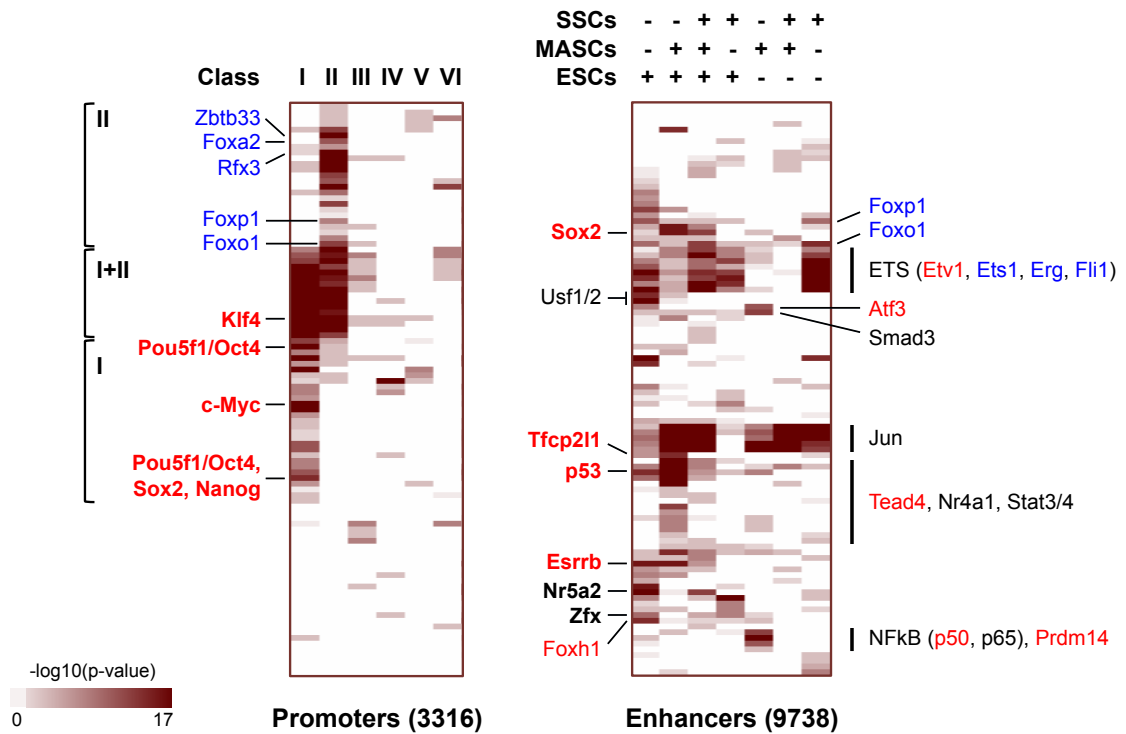 SSCs - - + + - + +
MASCs - + + - + + -
ESCs + + + + - - -
Class I II III IV V VI
II
Zbtb33
Foxa2
Rfx3
Foxp1
Foxo1
I+II
Klf4
Pou5f1/Oct4
I
c-Myc
Pou5f1/Oct4,
Sox2, Nanog
-log10(p-value)
0 17
Promoters (3316)
Sox2
Usf1/2
Tfcp2l1
p53
Esrrb
Nr5a2
Zfx
Foxh1
Foxp1
Foxo1
ETS (Etv1, Ets1, Erg, Fli1)
Atf3
Smad3
Jun
Tead4, Nr4a1, Stat3/4
NFkB (p50, p65), Prdm14
Enhancers (9738)